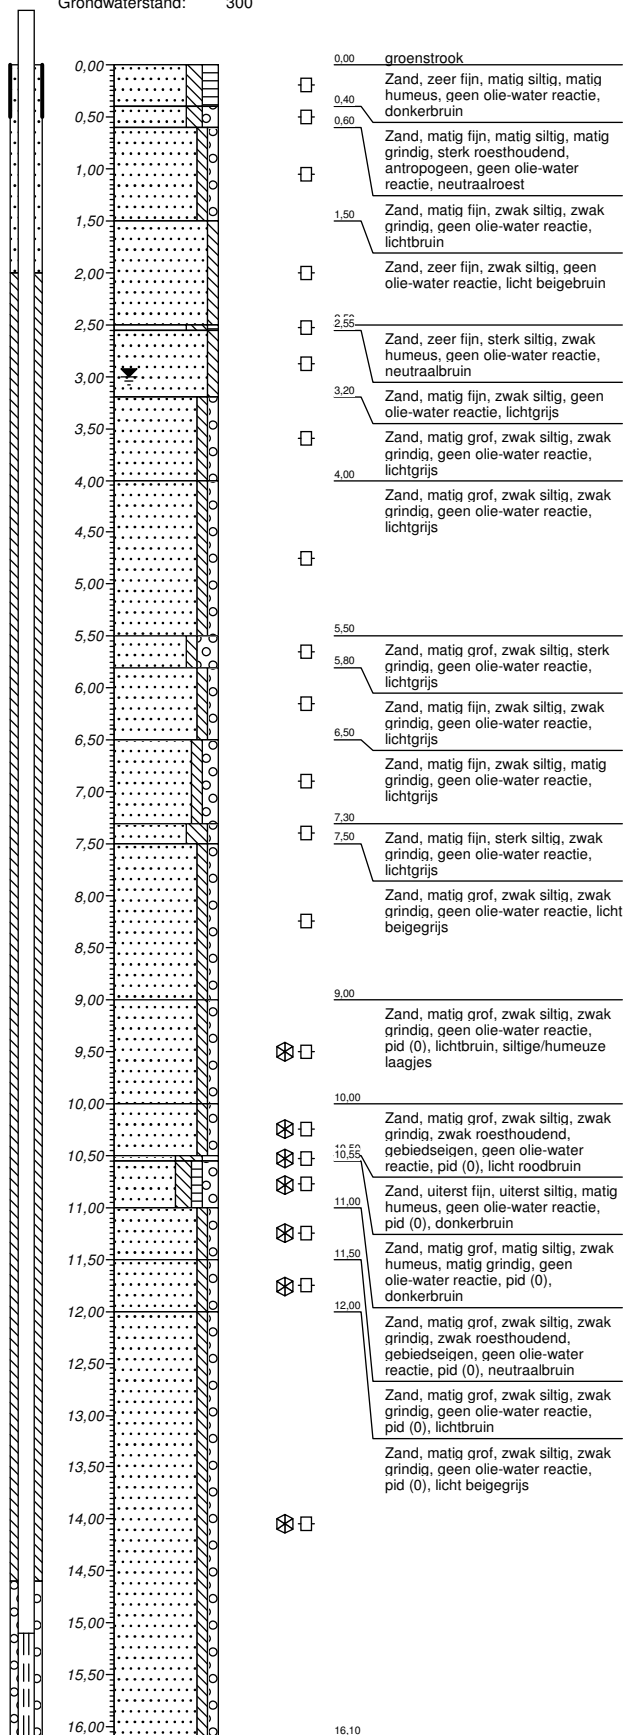 Grondwaterstand: 300
0,00
0,50
1,00
1,50
2,00
2,50
3,00
3,50
4,00
4,50
5,00
5,50
6,00
6,50
7,00
7,50
8,00
8,50
9,00
9,50
10,00
10,50
11,00
11,50
12,00
12,50
13,00
13,50
14,00
14,50
15,00
15,50
16,00
0,00 groenstrook
Zand, zeer fijn, matig siltig, matig
humeus, geen olie-water reactie,
donkerbruin
0,40
0,60
Zand, matig fijn, matig siltig, matig
grindig, sterk roesthoudend,
antropogeen, geen olie-water
reactie, neutraalroest
1,50
Zand, matig fijn, zwak siltig, zwak
grindig, geen olie-water reactie,
lichtbruin
Zand, zeer fijn, zwak siltig, geen
olie-water reactie, licht beigebruin
2,55
Zand, zeer fijn, sterk siltig, zwak
humeus, geen olie-water reactie,
neutraalbruin
3,20
Zand, matig fijn, zwak siltig, geen
olie-water reactie, lichtgrijs
Zand, matig grof, zwak siltig, zwak
grindig, geen olie-water reactie,
lichtgrijs
4,00
Zand, matig grof, zwak siltig, zwak
grindig, geen olie-water reactie,
lichtgrijs
5,50
Zand, matig grof, zwak siltig, sterk
grindig, geen olie-water reactie,
lichtgrijs
5,80
Zand, matig fijn, zwak siltig, zwak
grindig, geen olie-water reactie,
lichtgrijs
6,50
Zand, matig fijn, zwak siltig, matig
grindig, geen olie-water reactie,
lichtgrijs
7,30
7,50
Zand, matig fijn, sterk siltig, zwak
grindig, geen olie-water reactie,
lichtgrijs
Zand, matig grof, zwak siltig, zwak
grindig, geen olie-water reactie, licht
beigegrijs
9,00
Zand, matig grof, zwak siltig, zwak
grindig, geen olie-water reactie,
pid (0), lichtbruin, siltige/humeuze
laagjes
10,00
Zand, matig grof, zwak siltig, zwak
grindig, zwak roesthoudend,
gebiedseigen, geen olie-water
reactie, pid (0), licht roodbruin
10,55
Zand, uiterst fijn, uiterst siltig, matig
humeus, geen olie-water reactie,
pid (0), donkerbruin
11,00
Zand, matig grof, matig siltig, zwak
humeus, matig grindig, geen
olie-water reactie, pid (0),
donkerbruin
11,50
12,00
Zand, matig grof, zwak siltig, zwak
grindig, zwak roesthoudend,
gebiedseigen, geen olie-water
reactie, pid (0), neutraalbruin
Zand, matig grof, zwak siltig, zwak
grindig, geen olie-water reactie,
pid (0), lichtbruin
Zand, matig grof, zwak siltig, zwak
grindig, geen olie-water reactie,
pid (0), licht beigegrijs
16,10